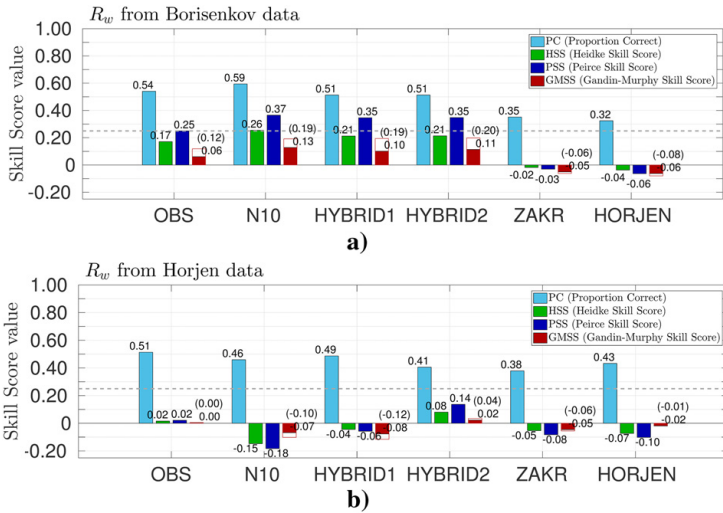 R_w from Borisenkov data
Skill Score value
1.00
0.80
0.60
0.40
0.20
0
-0.20
PC (Proportion Correct)
HSS (Heidke Skill Score)
PSS (Peirce Skill Score)
GMSS (Gandin-Murphy Skill Score)
0.54 0.17 0.25 (0.12) 0.06
0.59 0.26 0.37 (0.19) 0.13
0.51 0.21 0.35 (0.19) 0.10
0.51 0.21 0.35 (0.20) 0.11
0.35 -0.02 -0.03 (-0.06) -0.05
0.32 -0.04 -0.06 (-0.08) -0.06
OBS N10 HYBRID1 HYBRID2 ZAKR HORJEN
a)
R_w from Horjen data
Skill Score value
1.00
0.80
0.60
0.40
0.20
0
-0.20
PC (Proportion Correct)
HSS (Heidke Skill Score)
PSS (Peirce Skill Score)
GMSS (Gandin-Murphy Skill Score)
0.51 0.02 0.02 (0.00) 0.00
0.46 -0.15 -0.18 (-0.10) -0.07
0.49 -0.04 -0.06 (-0.12) -0.08
0.41 0.08 0.14 (0.04) 0.02
0.38 -0.05 -0.08 (-0.06) -0.05
0.43 -0.07 -0.10 (-0.01) -0.02
OBS N10 HYBRID1 HYBRID2 ZAKR HORJEN
b)